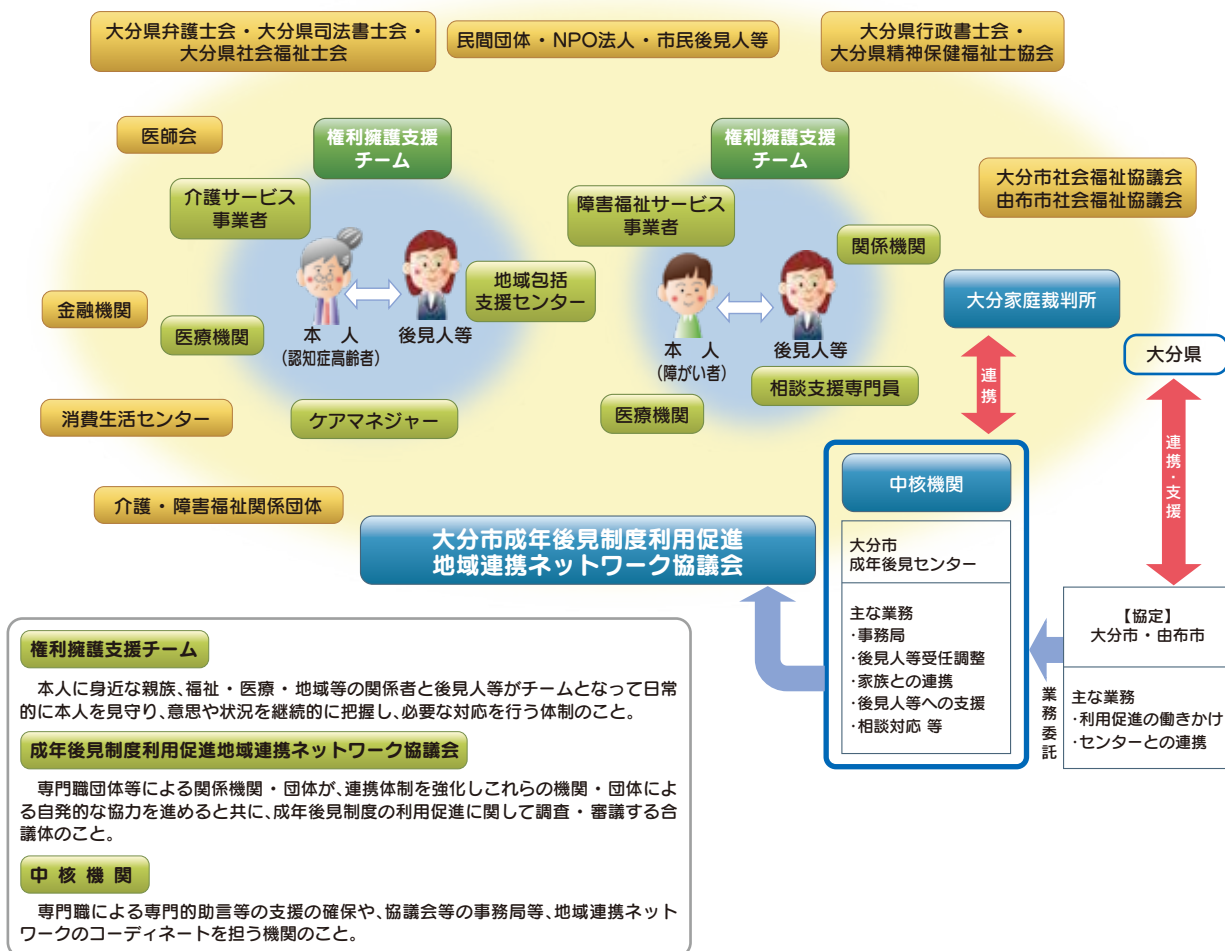 大分県弁護士会・大分県司法書士会・
大分県社会福祉士会
民間団体・NPO法人・市民後見人等
大分県行政書士会・
大分県精神保健福祉士協会
医師会
権利擁護支援
チーム
権利擁護支援
チーム
介護サービス
事業者
障害福祉サービス
事業者
大分市社会福祉協議会
由布市社会福祉協議会
関係機関
地域包括
支援センター
金融機関
医療機関
本 人
(認知症高齢者)
後見人等
本 人
(障がい者)
後見人等
大分家庭裁判所
大分県
連携
相談支援専門員
消費生活センター
ケアマネジャー
医療機関
連携・支援
介護・障害福祉関係団体
中核機関
大分市成年後見制度利用促進
地域連携ネットワーク協議会
大分市
成年後見センター
主な業務
・事務局
・後見人等受任調整
・家族との連携
・後見人等への支援
・相談対応 等
業務委託
【協定】
大分市・由布市
主な業務
・利用促進の働きかけ
・センターとの連携
権利擁護支援チーム
本人に身近な親族、福祉・医療・地域等の関係者と後見人等がチームとなって日常
的に本人を見守り、意思や状況を継続的に把握し、必要な対応を行う体制のこと。
成年後見制度利用促進地域連携ネットワーク協議会
専門職団体等による関係機関・団体が、連携体制を強化しこれらの機関・団体によ
る自発的な協力を進めると共に、成年後見制度の利用促進に関して調査・審議する合
議体のこと。
中 核 機 関
専門職による専門的助言等の支援の確保や、協議会等の事務局等、地域連携ネット
ワークのコーディネートを担う機関のこと。